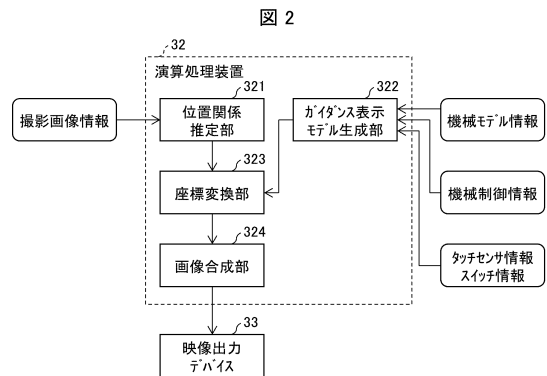 図 2
32
演算処理装置
321
322
撮影画像情報
位置関係
推定部
ガイダンス表示
モデル生成部
機械モデル情報
323
座標変換部
機械制御情報
324
画像合成部
タッチセンサ情報
スイッチ情報
33
映像出力
デバイス